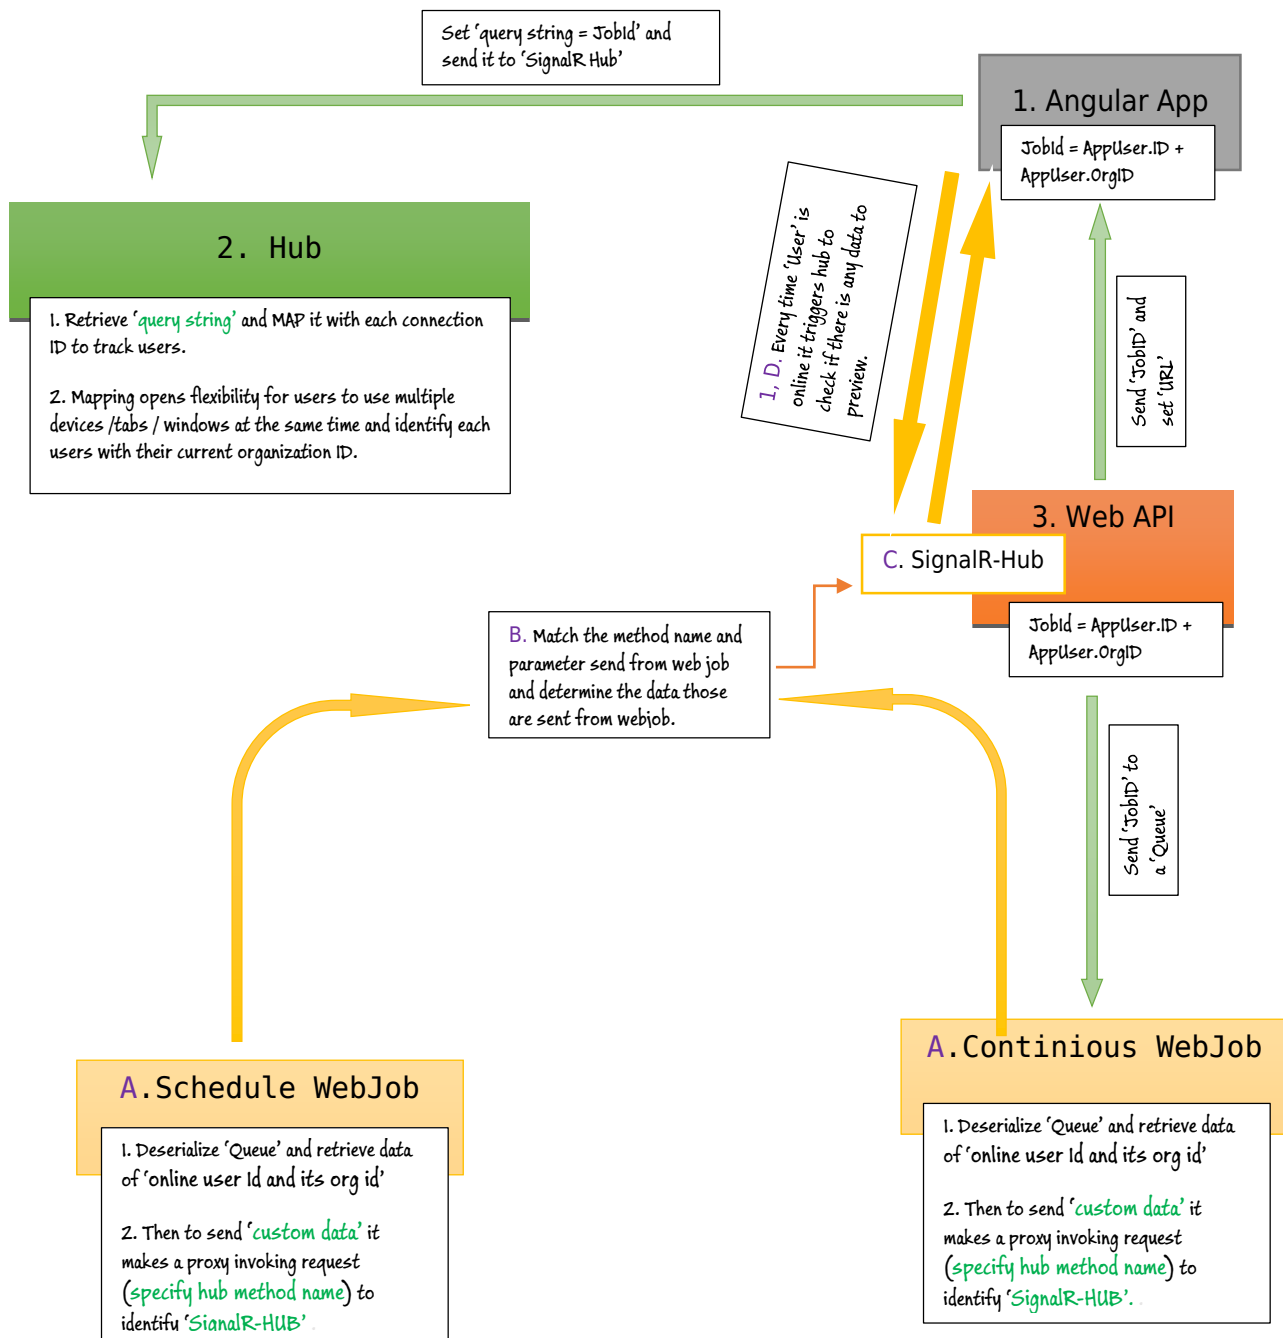 Set ‘query string = JobId’ and
send it to ‘SignalR Hub’
1. Angular App
JobId = AppUser.ID +
AppUser.OrgID
2. Hub
1. Retrieve ‘query string’ and MAP it with each connection
ID to track users.
2. Mapping opens flexibility for users to use multiple
devices /tabs / windows at the same time and identify each
users with their current organization ID.
1, D. Every time ‘User’ is
online it triggers hub to
check if there is any data to
preview.
Send ‘JobID’ and
set ‘URL’
3. Web API
C. SignalR-Hub
JobId = AppUser.ID +
AppUser.OrgID
B. Match the method name and
parameter send from web job
and determine the data those
are sent from webjob.
Send ‘JobID’ to
a ‘Queue’
A.Schedule WebJob
1. Deserialize ‘Queue’ and retrieve data
of ‘online user Id and its org id’
2. Then to send ‘custom data’ it
makes a proxy invoking request
(specify hub method name) to
identify ‘SignalR-HUB’ .
A.Continious WebJob
1. Deserialize ‘Queue’ and retrieve data
of ‘online user Id and its org id’
2. Then to send ‘custom data’ it
makes a proxy invoking request
(specify hub method name) to
identify ‘SignalR-HUB’. .